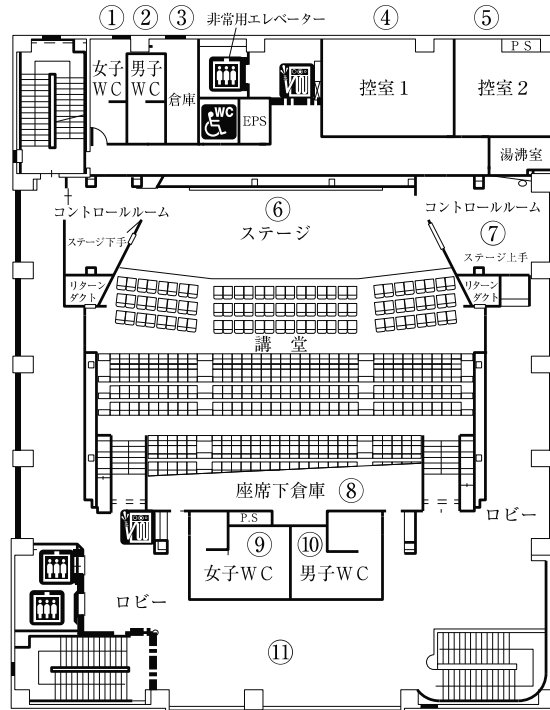 ① ② ③ 非常用エレベーター ④ ⑤
女子
WC
男子
WC
倉庫
WC
EPS
控室1
PS
控室2
湯沸室
コントロールルーム
ステージ下手
リターン
ダクト
⑥
ステージ
コントロールルーム
⑦
ステージ上手
リターン
ダクト
講堂
座席下倉庫 ⑧
ロビー
P.S
⑨
女子WC
⑩
男子WC
ロビー
⑪